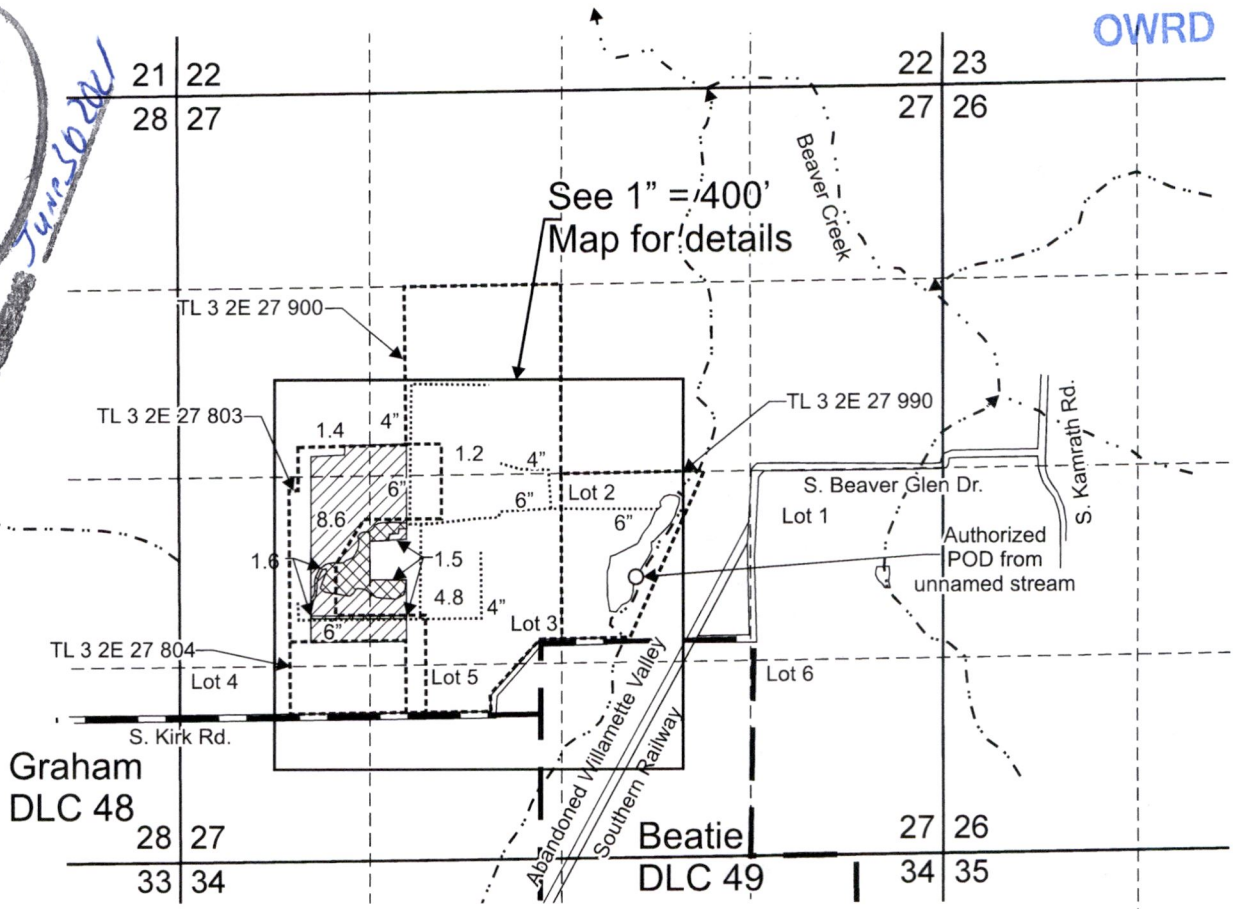 OWRD
JUNE 30 20
21 22
28 27
22 23
27 26
Beaver Creek
See 1" = 400'
Map for details
TL 3 2E 27 900
TL 3 2E 27 803
TL 3 2E 27 990
S. Kamrath Rd.
1.4
4"
1.2
4"
6"
6"
Lot 2
6"
S. Beaver Glen Dr.
Lot 1
8.6
Authorized
POD from
unnamed stream
1.6
1.5
4.8
4"
6"
Lot 3
TL 3 2E 27 804
Lot 4
Lot 5
Lot 6
S. Kirk Rd.
Abandoned Willamette Valley
Southern Railway
Graham
DLC 48
Beatie
DLC 49
28 27
33 34
27 26
34 35